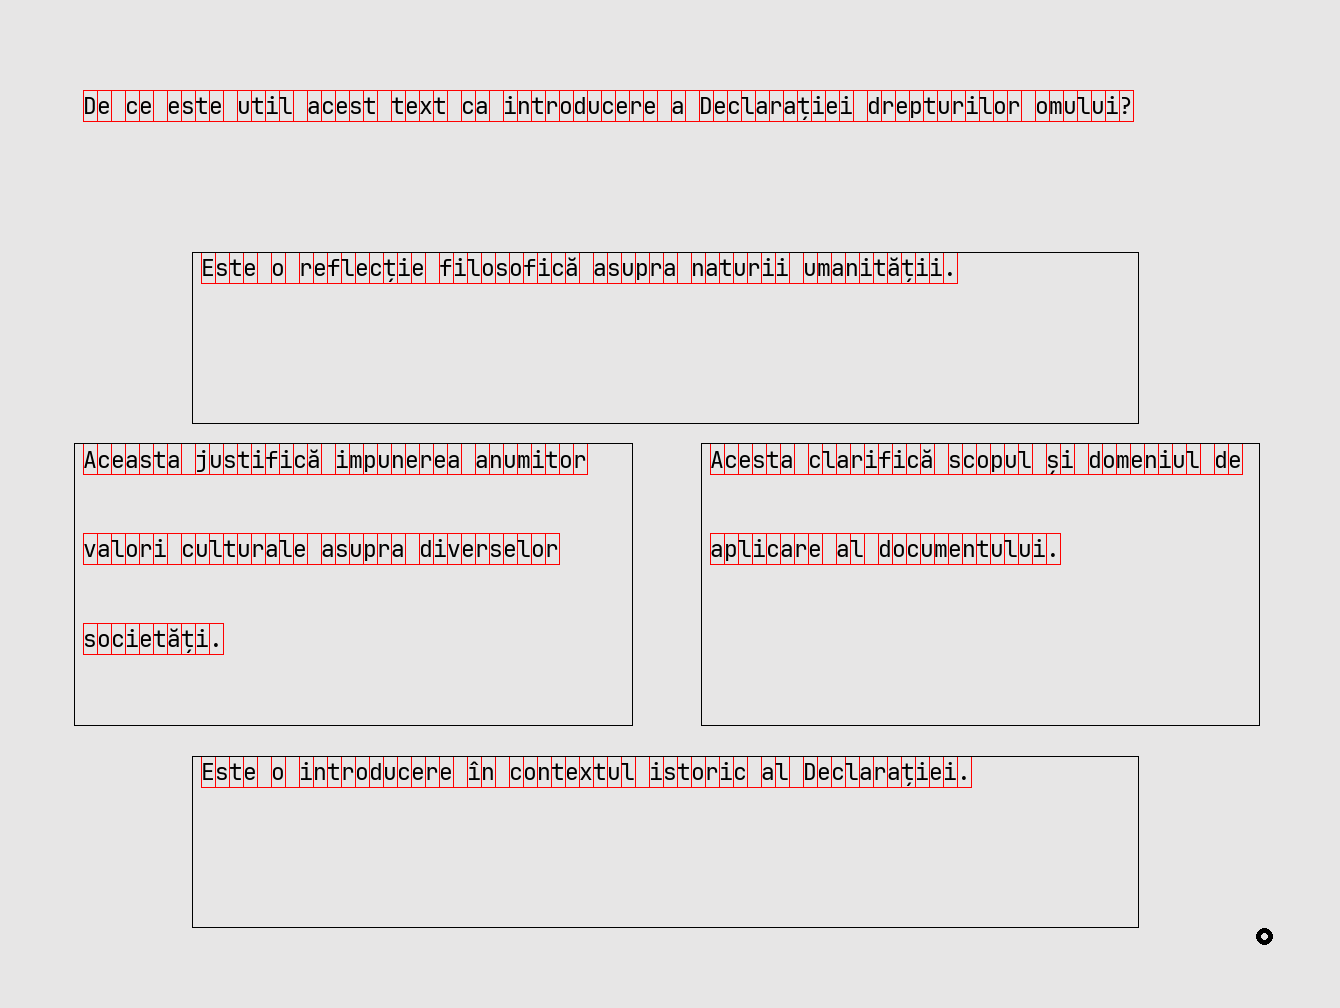 De ce este util acest text ca introducere a Declarației drepturilor omului?
Este o reflecție filosofică asupra naturii umanității.
Aceasta justifică impunerea anumitor
valori culturale asupra diverselor
societăți.
Acesta clarifică scopul și domeniul de
aplicare al documentului.
Este o introducere în contextul istoric al Declarației.